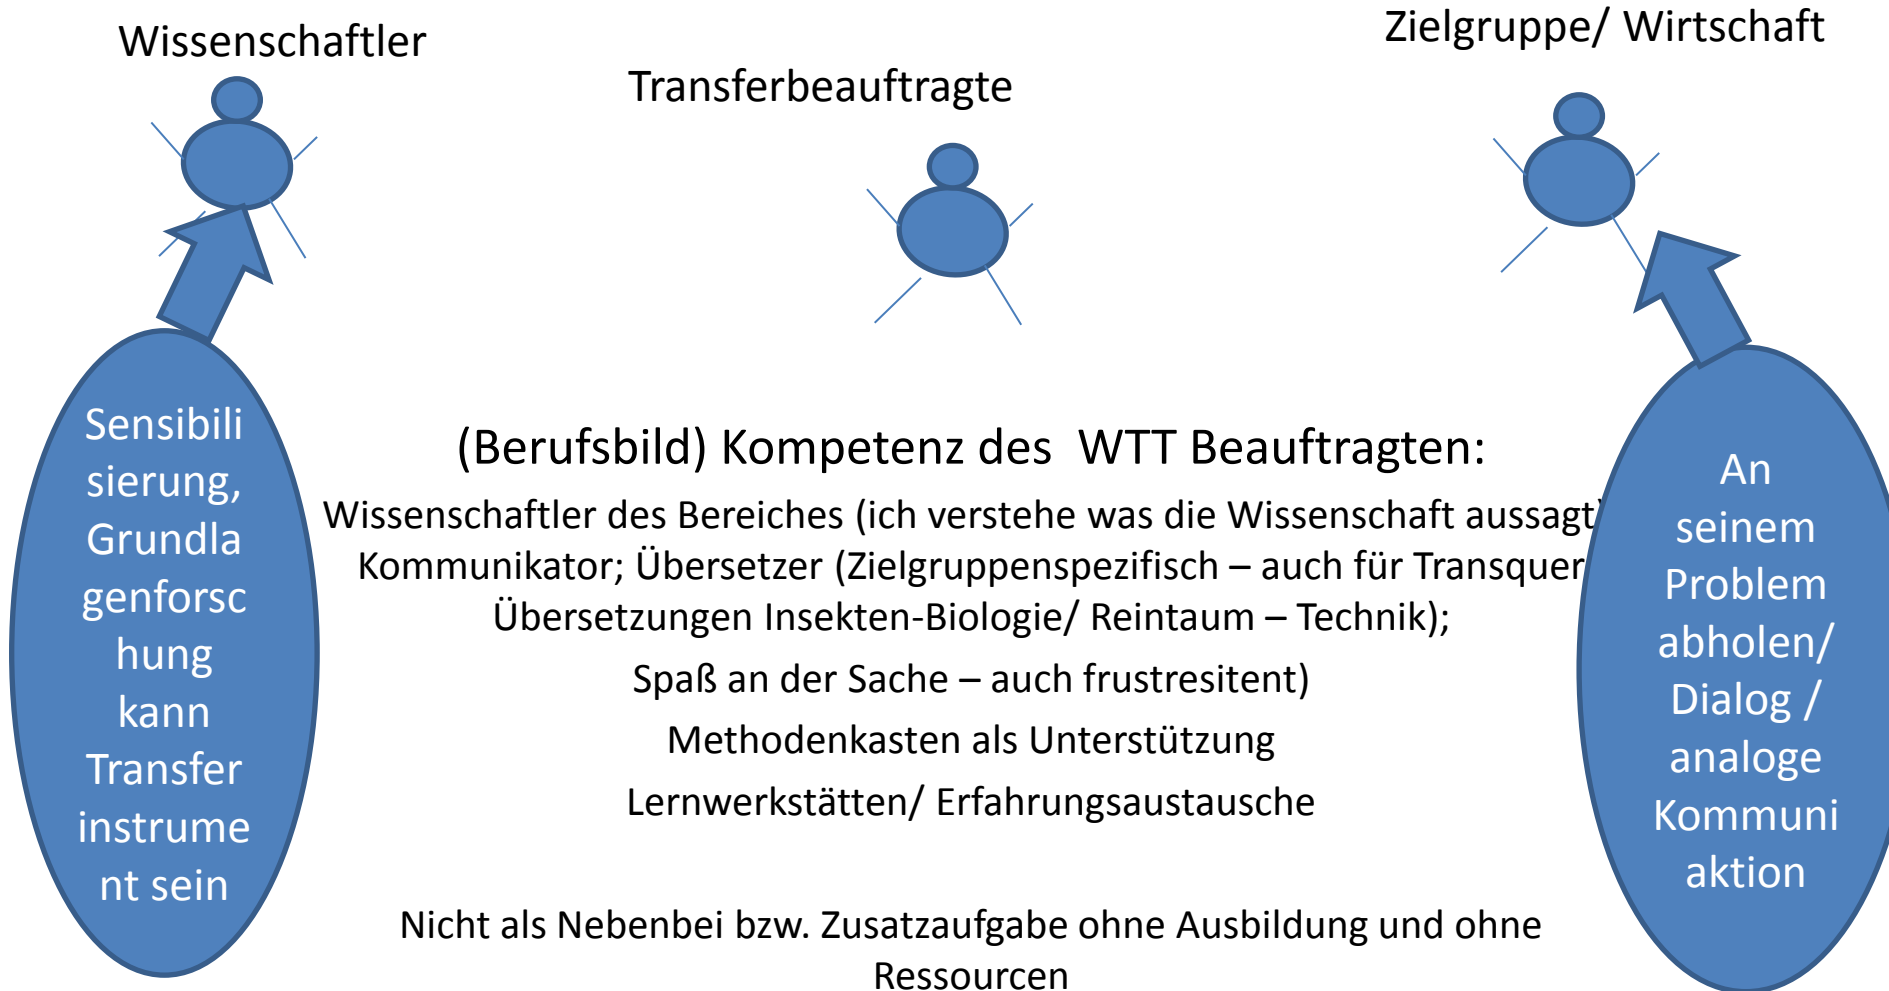 Wissenschaftler
Transferbeauftragte
Zielgruppe/ Wirtschaft
Sensibili
sierung,
Grundla
genforsc
hung
kann
Transfer
instrume
nt sein
(Berufsbild) Kompetenz des WTT Beauftragten:
Wissenschaftler des Bereiches (ich verstehe was die Wissenschaft aussagt)
Kommunikator; Übersetzer (Zielgruppenspezifisch – auch für Transquer
Übersetzungen Insekten-Biologie/ Reintaum – Technik);
Spaß an der Sache – auch frustresitent)
Methodenkasten als Unterstützung
Lernwerkstätten/ Erfahrungsaustausche
Nicht als Nebenbei bzw. Zusatzaufgabe ohne Ausbildung und ohne
Ressourcen
An
seinem
Problem
abholen/
Dialog /
analoge
Kommuni
aktion